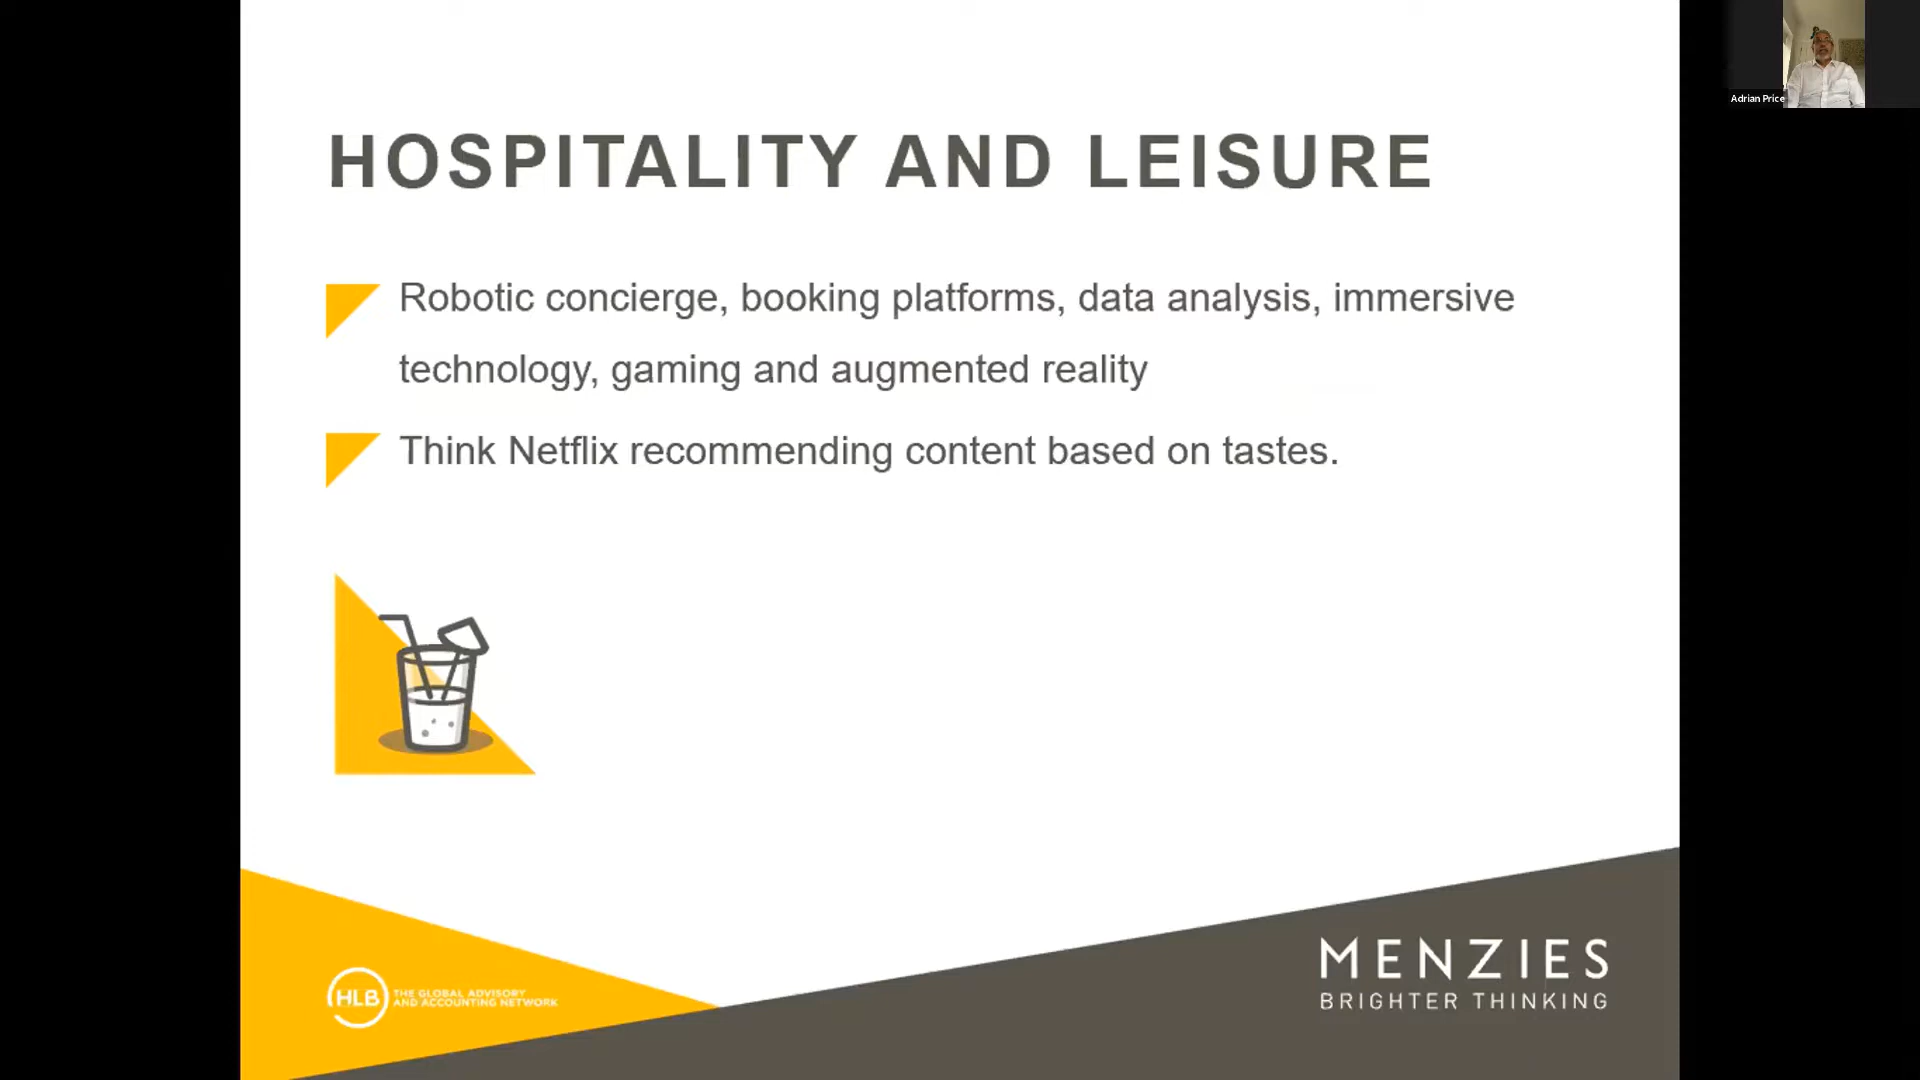 Adrian Price
HOSPITALITY AND LEISURE
Robotic concierge, booking platforms, data analysis, immersive
technology, gaming and augmented reality
Think Netflix recommending content based on tastes.
HLB
THE GLOBAL ADVISORY
AND ACCOUNTING NETWORK
MENZIES
BRIGHTER THINKING